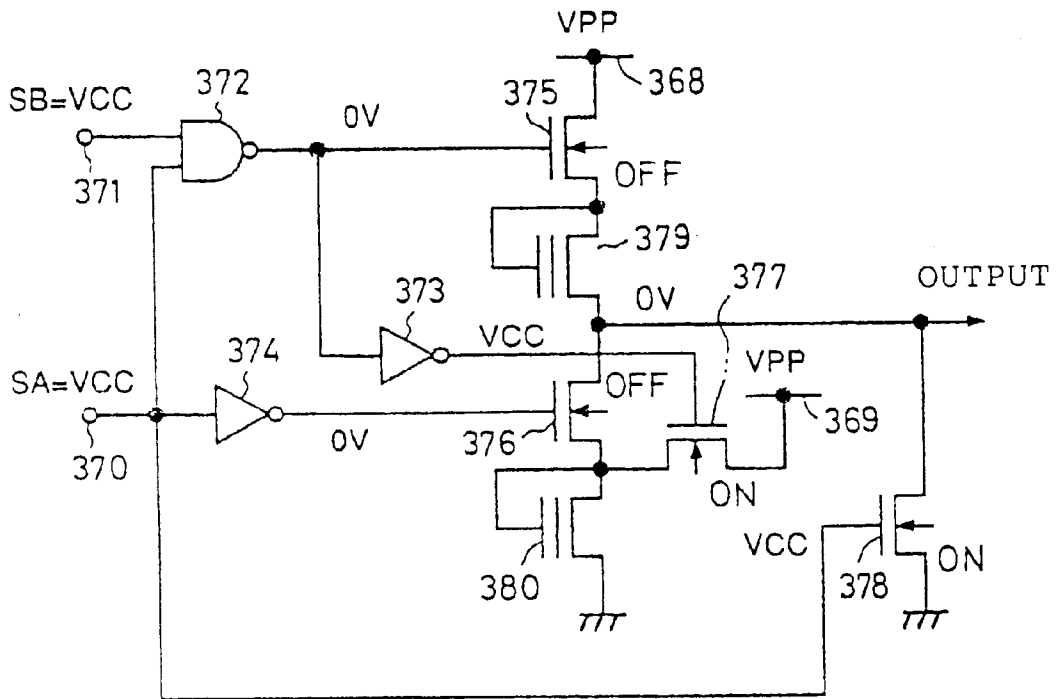 VPP
368
372
375
SB=VCC
0V
371
OFF
379
377
0V
OUTPUT
373
VCC
374
VPP
SA=VCC
OFF
369
370
0V
376
ON
380
VCC
378
ON